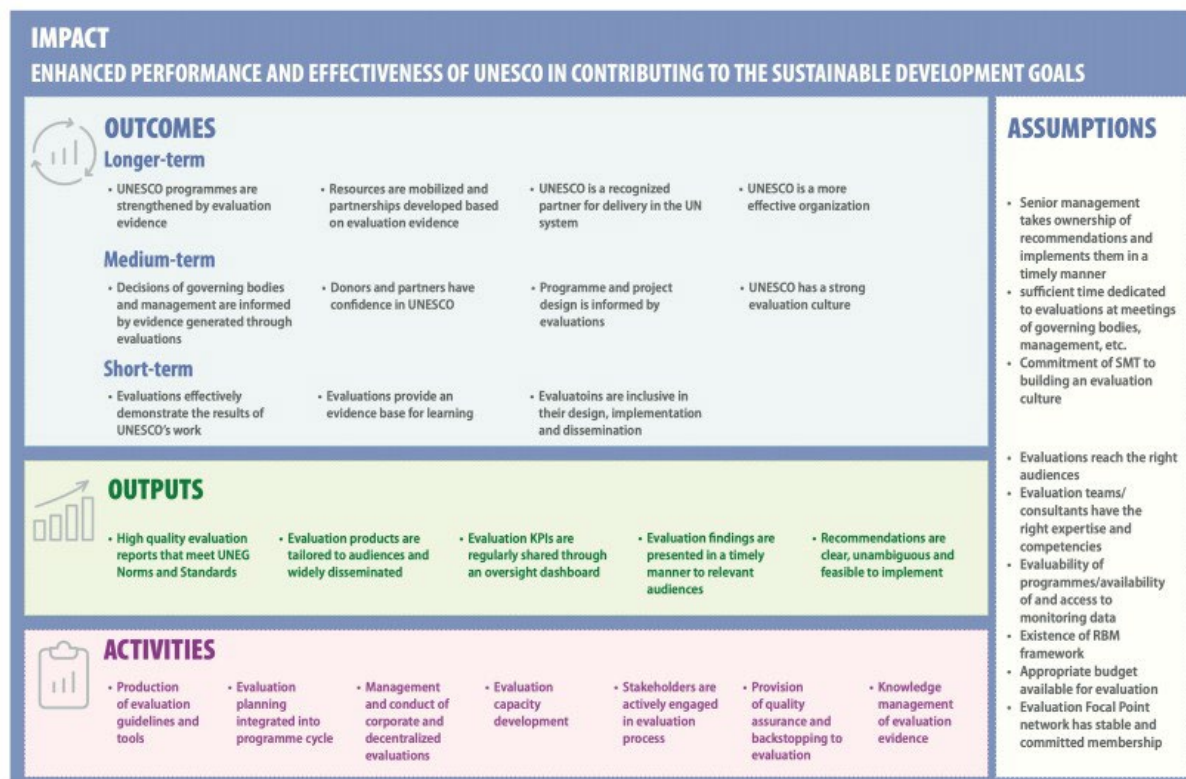 IMPACT
ENHANCED PERFORMANCE AND EFFECTIVENESS OF UNESCO IN CONTRIBUTING TO THE SUSTAINABLE DEVELOPMENT GOALS
OUTCOMES
Longer-term
• UNESCO programmes are
strengthened by evaluation
evidence
• Resources are mobilized and
partnerships developed based
on evaluation evidence
• UNESCO is a recognized
partner for delivery in the UN
system
• UNESCO is a more
effective organization
Medium-term
• Decisions of governing bodies
and management are informed
by evidence generated through
evaluations
• Donors and partners have
confidence in UNESCO
• Programme and project
design is informed by
evaluations
• UNESCO has a strong
evaluation culture
Short-term
• Evaluations effectively
demonstrate the results of
UNESCO's work
• Evaluations provide an
evidence base for learning
• Evaluatoins are inclusive in
their design, implementation
and dissemination
OUTPUTS
• High quality evaluation
reports that meet UNEG
Norms and Standards
• Evaluation products are
tailored to audiences and
widely disseminated
• Evaluation KPIs are
regularly shared through
an oversight dashboard
• Evaluation findings are
presented in a timely
manner to relevant
audiences
• Recommendations are
clear, unambiguous and
feasible to implement
ACTIVITIES
• Production
of evaluation
guidelines and
tools
• Evaluation
planning
integrated into
programme cycle
• Management
and conduct of
corporate and
decentralized
evaluations
• Evaluation
capacity
development
• Stakeholders are
actively engaged
in evaluation
process
• Provision
of quality
assurance and
backstopping to
evaluation
• Knowledge
management
of evaluation
evidence
ASSUMPTIONS
• Senior management
takes ownership of
recommendations and
implements them in a
timely manner
• sufficient time dedicated
to evaluations at meetings
of governing bodies,
management, etc.
• Commitment of SMT to
building an evaluation
culture
• Evaluations reach the right
audiences
• Evaluation teams/
consultants have the
right expertise and
competencies
• Evaluability of
programmes/availability
of and access to
monitoring data
• Existence of RBM
framework
• Appropriate budget
available for evaluation
• Evaluation Focal Point
network has stable and
committed membership